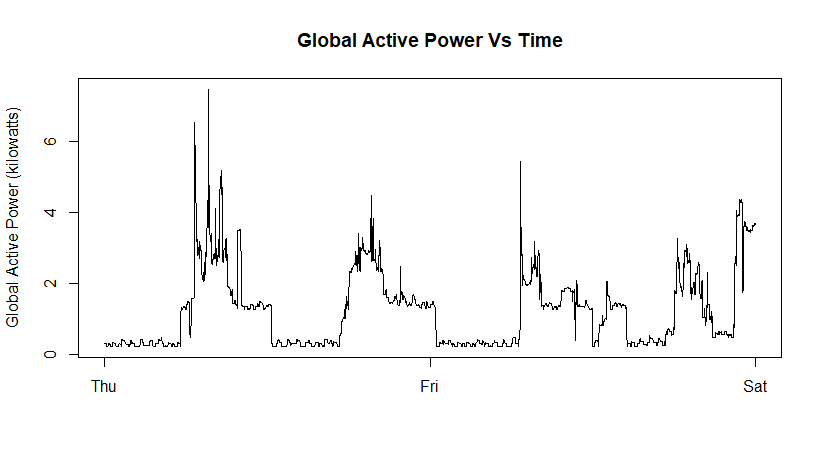 Global Active Power Vs Time
Global Active Power (kilowatts)
6
4
2
0
Thu Fri Sat